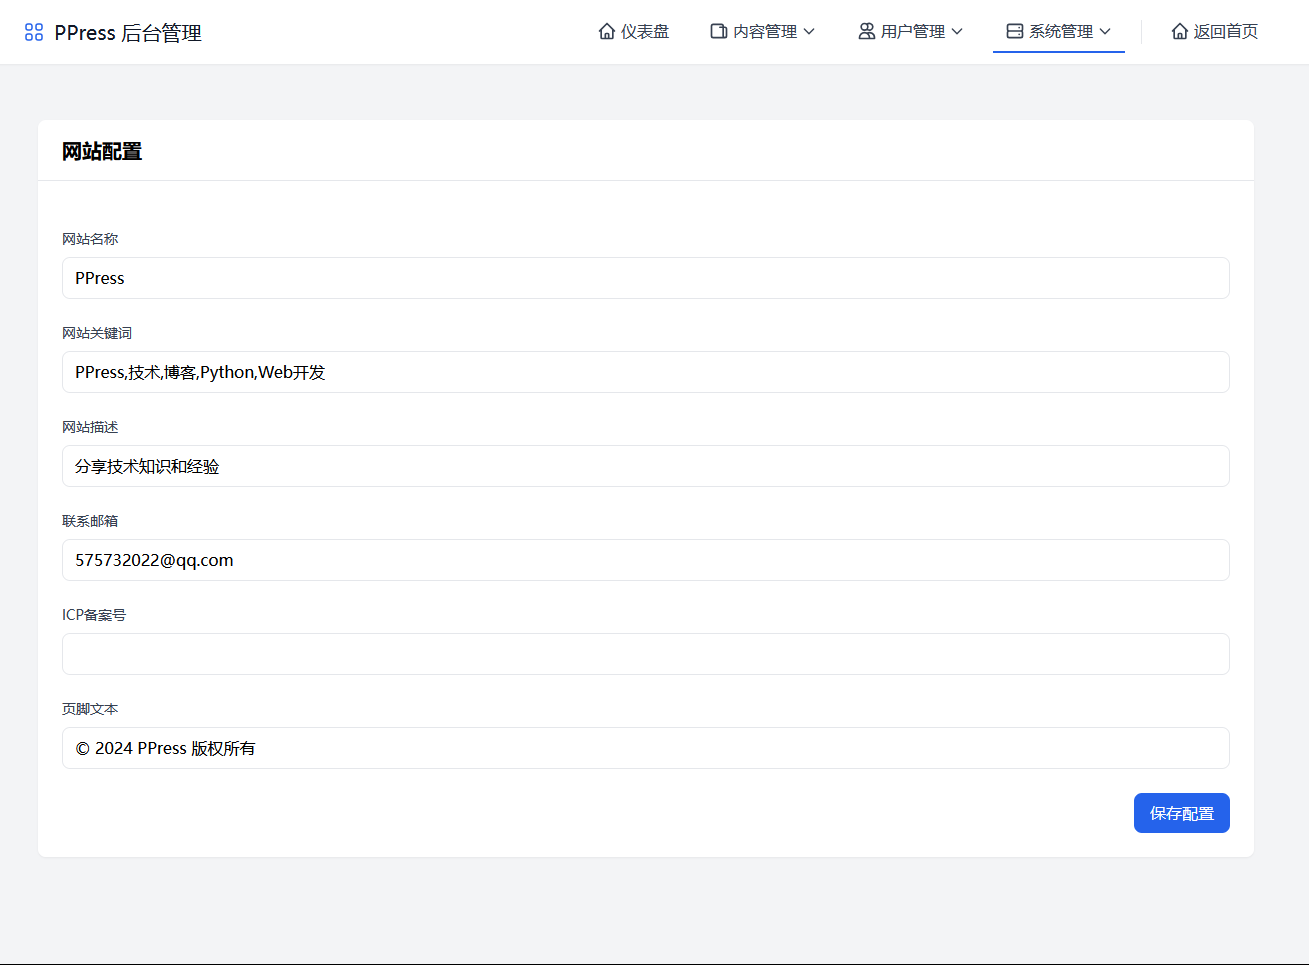 PPress 后台管理 仪表盘 内容管理 用户管理 系统管理 返回首页
网站配置
网站名称
PPress
网站关键词
PPress,技术,博客,Python,Web开发
网站描述
分享技术知识和经验
联系邮箱
575732022@qq.com
ICP备案号
页脚文本
© 2024 PPress 版权所有
保存配置